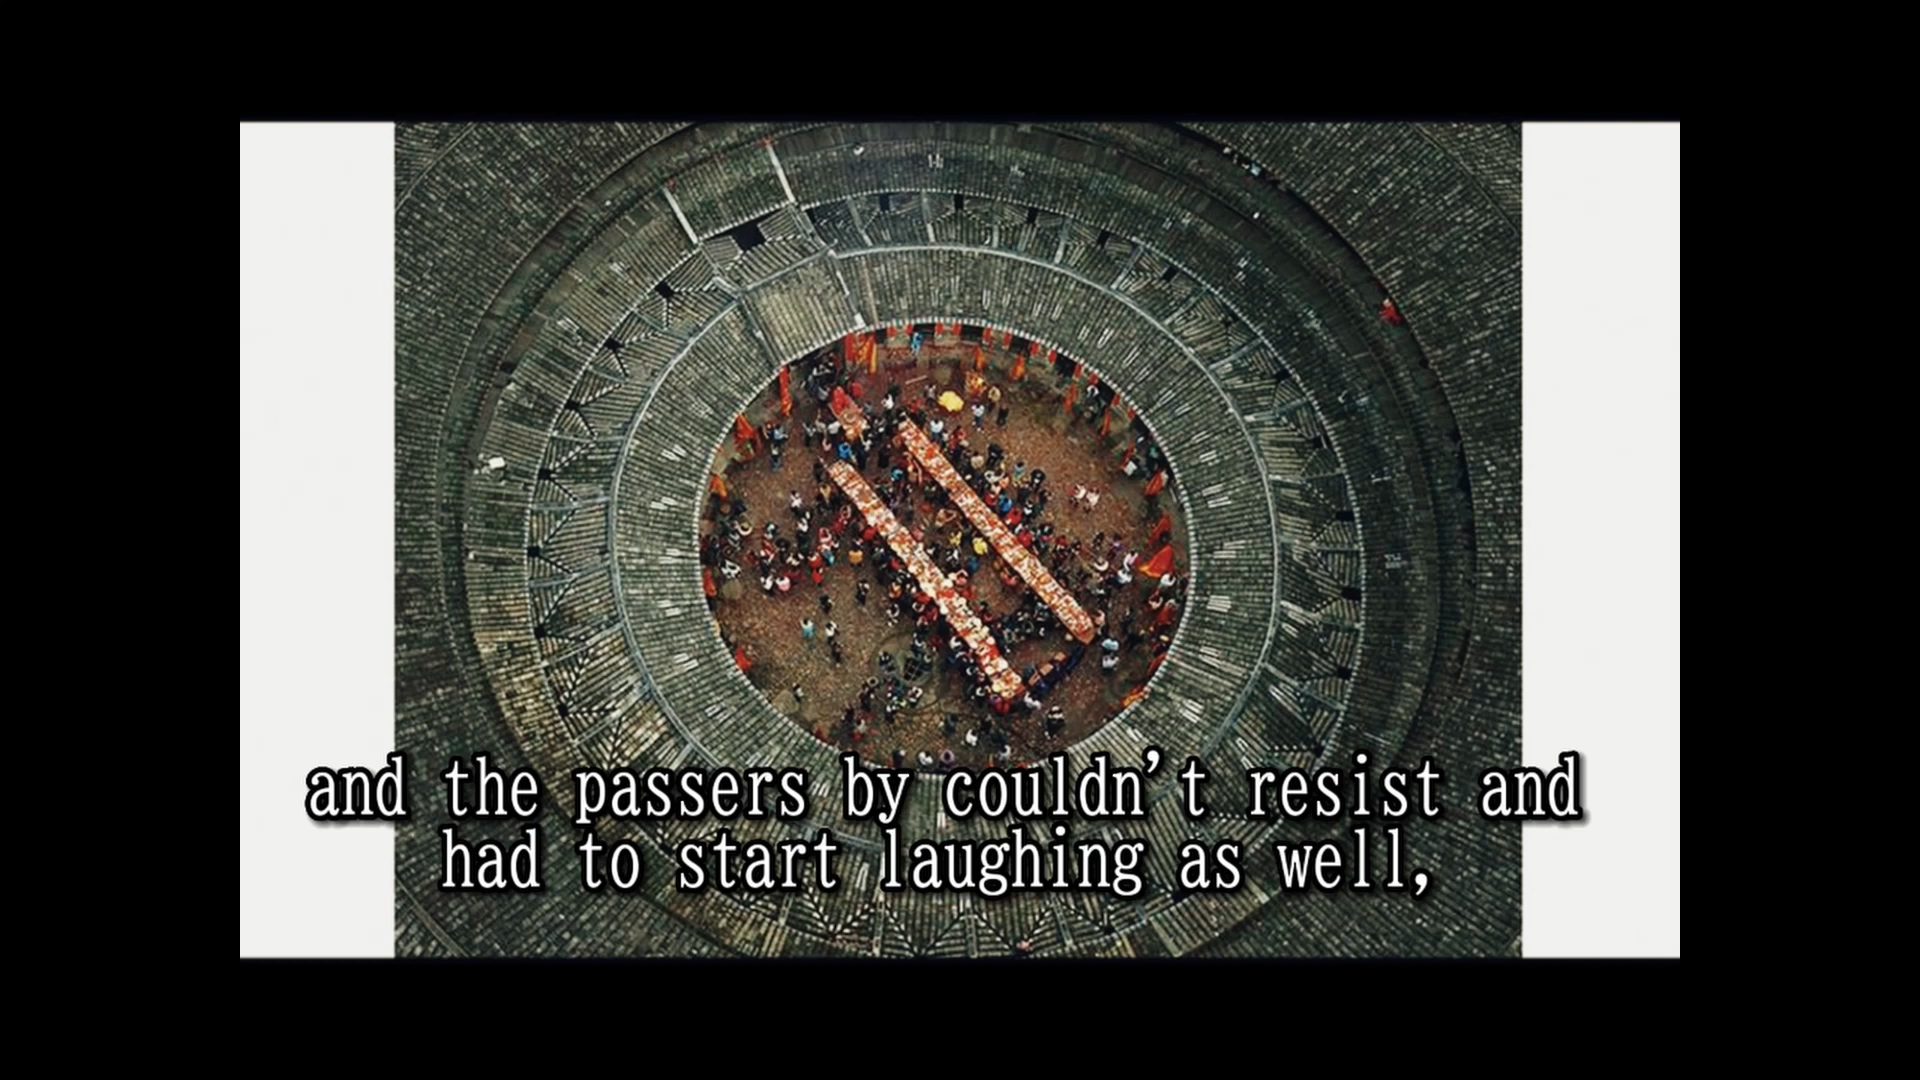 and the passers by couldn't resist and
had to start laughing as well,